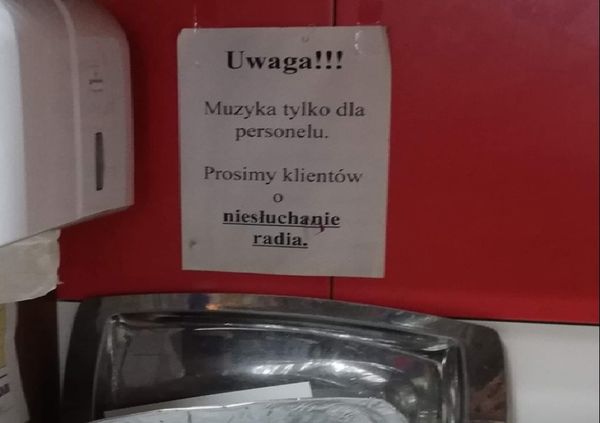 Uwaga!!!
Muzyka tylko dla
personelu.
Prosimy klientów
o
niesłuchanie
radia.